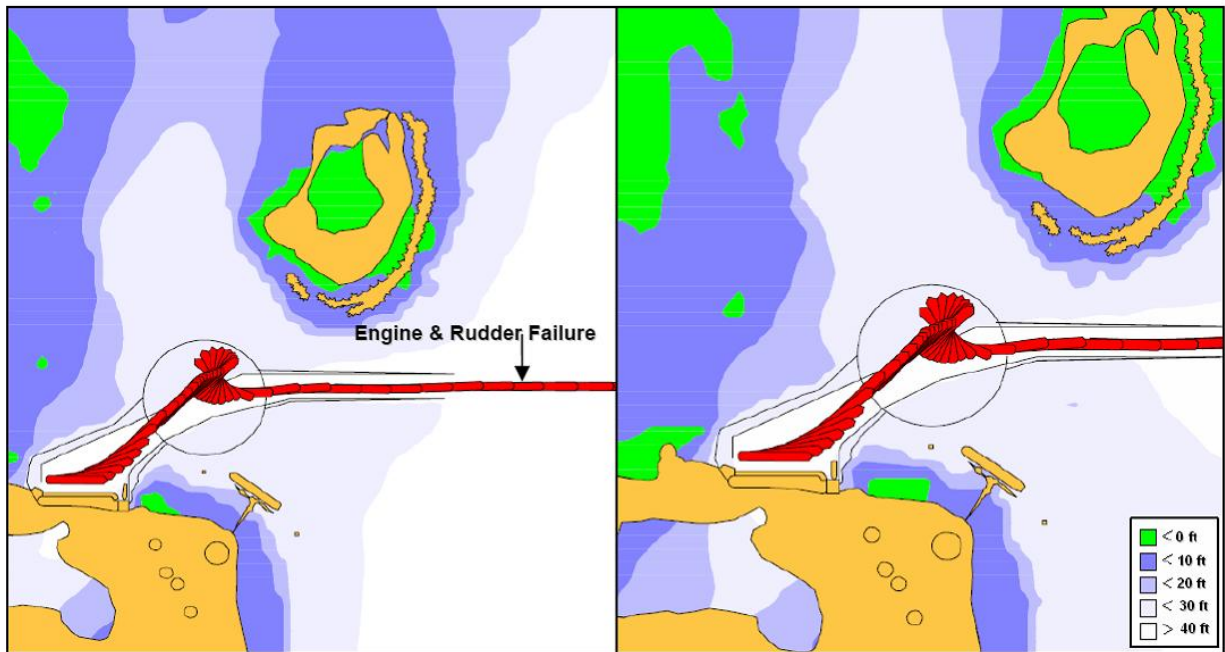 Engine & Rudder Failure
< 0 ft
< 10 ft
< 20 ft
< 30 ft
> 40 ft